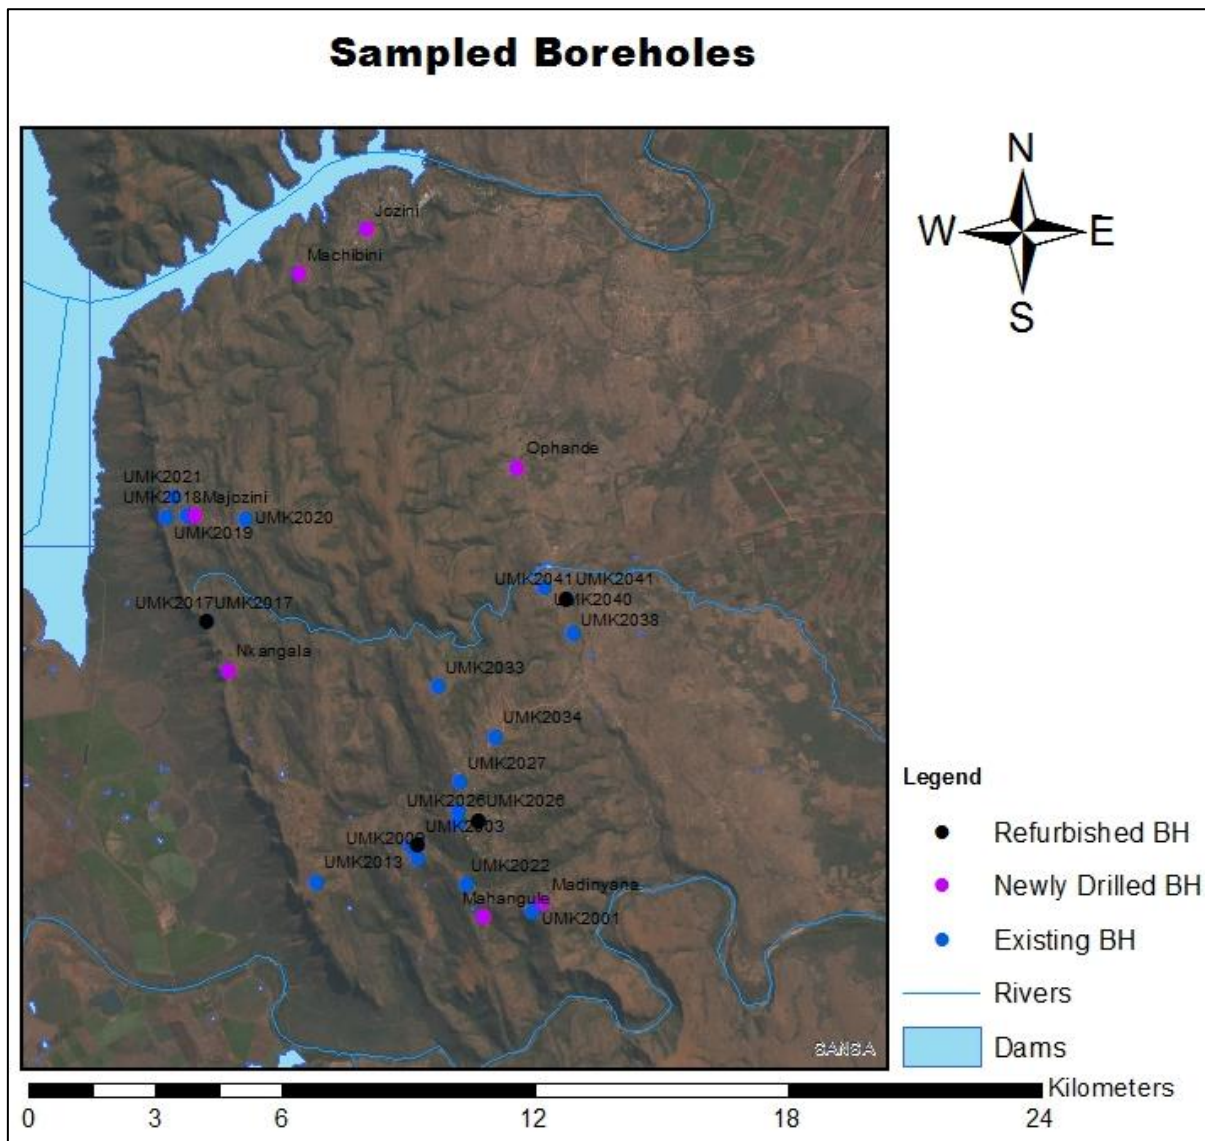 Sampled Boreholes
N
W E
S
Jozini
Machibini
Ophande
UMK2021
UMK2018Majozini
UMK2020
UMK2019
UMK2041UMK2041
UMK2040
UMK2017UMK2017
UMK2038
Nkangala
UMK2033
UMK2034
UMK2027
UMK2026UMK2026
UMK2003
UMK2013
UMK2022
Madinyana
Mahangule
UMK2001
SANSA
Legend
Refurbished BH
Newly Drilled BH
Existing BH
Rivers
Dams
Kilometers
0 3 6 12 18 24